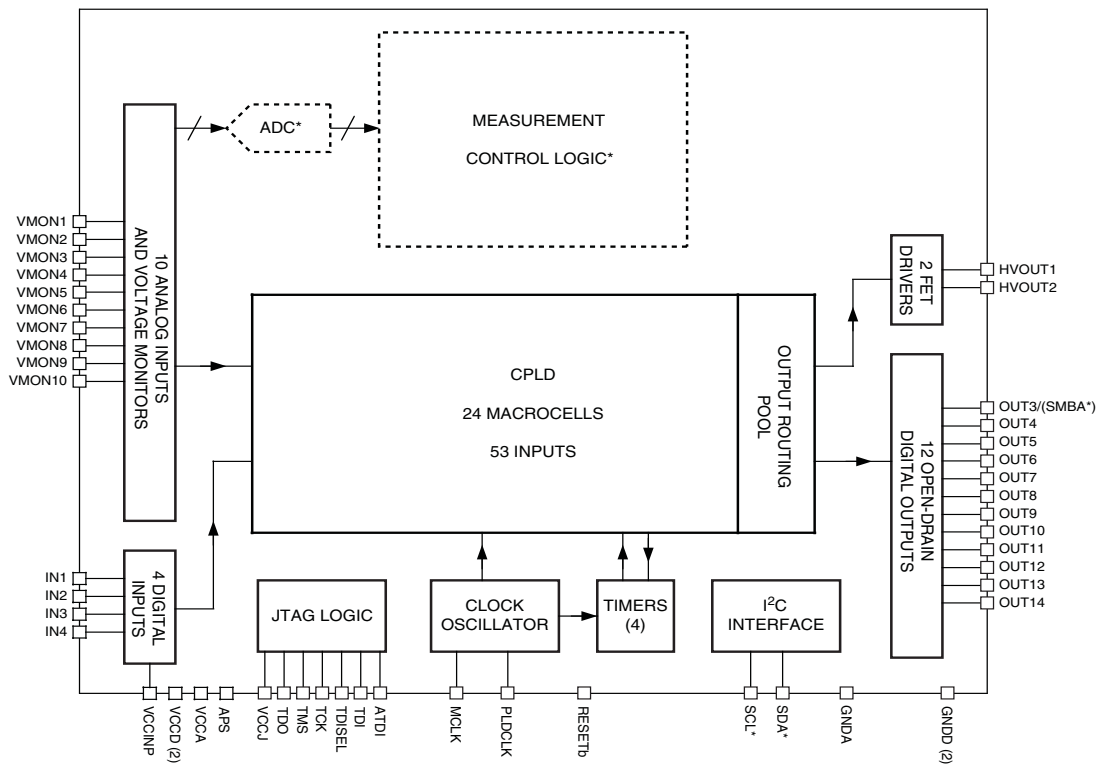 ADC*
MEASUREMENT
CONTROL LOGIC*
VMON1
VMON2
VMON3
VMON4
VMON5
VMON6
VMON7
VMON8
VMON9
VMON10
10 ANALOG INPUTS
AND VOLTAGE MONITORS
CPLD
24 MACROCELLS
53 INPUTS
OUTPUT ROUTING
POOL
2 FET
DRIVERS
HVOUT1
HVOUT2
12 OPEN-DRAIN
DIGITAL OUTPUTS
OUT3/(SMBA*)
OUT4
OUT5
OUT6
OUT7
OUT8
OUT9
OUT10
OUT11
OUT12
OUT13
OUT14
IN1
IN2
IN3
IN4
4 DIGITAL
INPUTS
JTAG LOGIC
CLOCK
OSCILLATOR
TIMERS
(4)
I²C
INTERFACE
VCCINP
VCCD (2)
VCCA
APS
VCCJ
TDO
TMS
TCK
TDISEL
TDI
ATDI
MCLK
PLDCLK
RESETb
SCL*
SDA*
GNDA
GNDD (2)